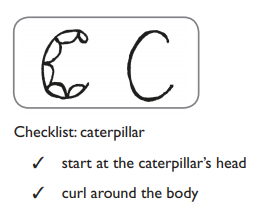 C C
Checklist: caterpillar
✓ start at the caterpillar's head
✓ curl around the body